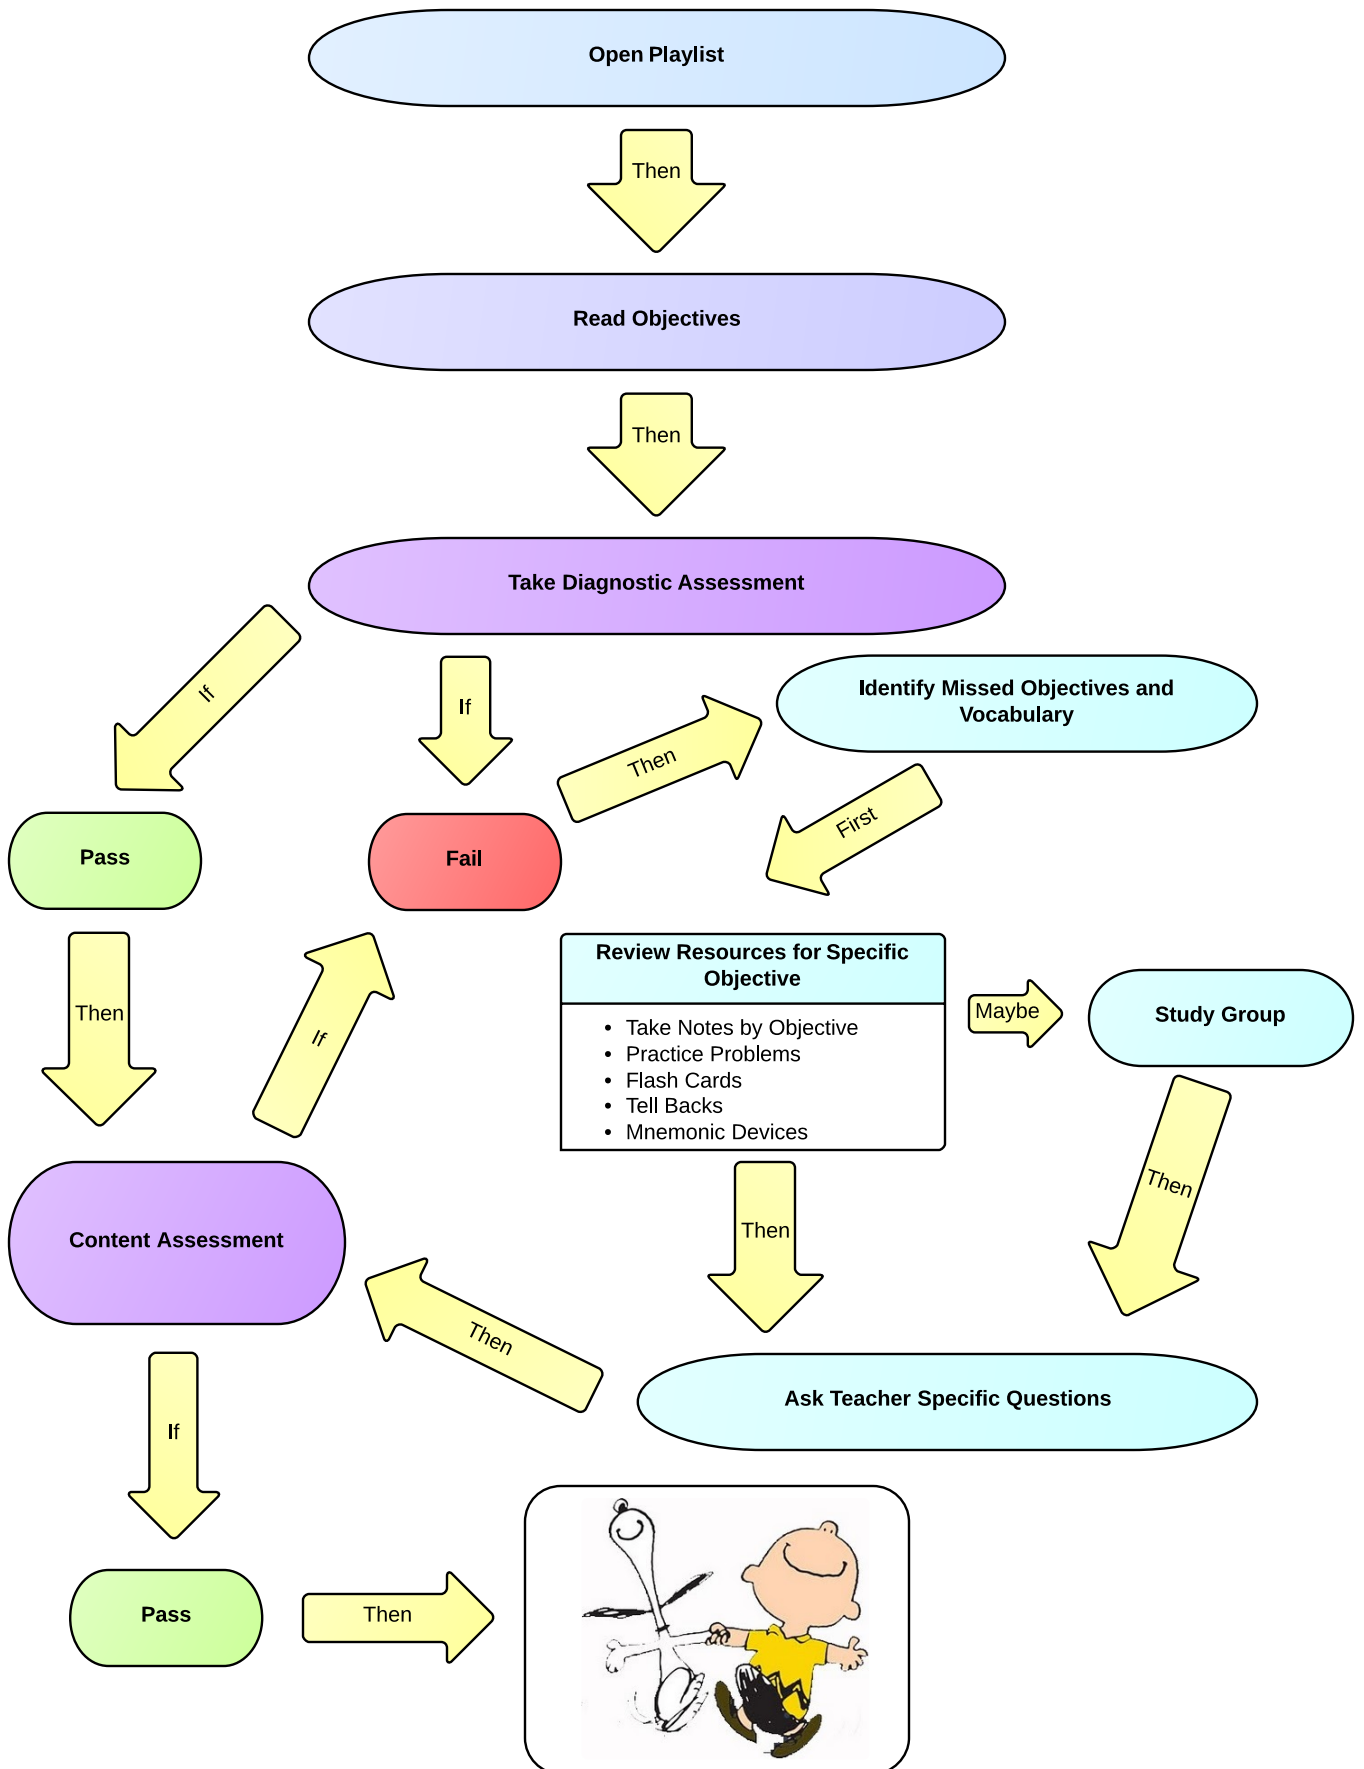 Open Playlist
Then
Read Objectives
Then
Take Diagnostic Assessment
If
If
Then
Identify Missed Objectives and
Vocabulary
First
Pass
Fail
Then
If
Review Resources for Specific
Objective
• Take Notes by Objective
• Practice Problems
• Flash Cards
• Tell Backs
• Mnemonic Devices
Maybe
Study Group
Then
Then
Content Assessment
Then
Ask Teacher Specific Questions
If
Pass
Then